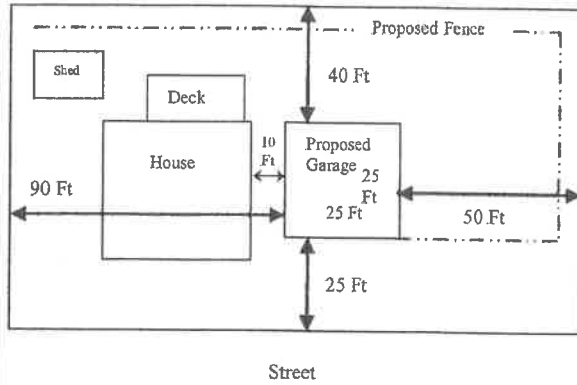 Proposed Fence
Shed
40 Ft
Deck
10
Ft
House
Proposed
Garage
25
Ft
25 Ft
90 Ft
50 Ft
25 Ft
Street